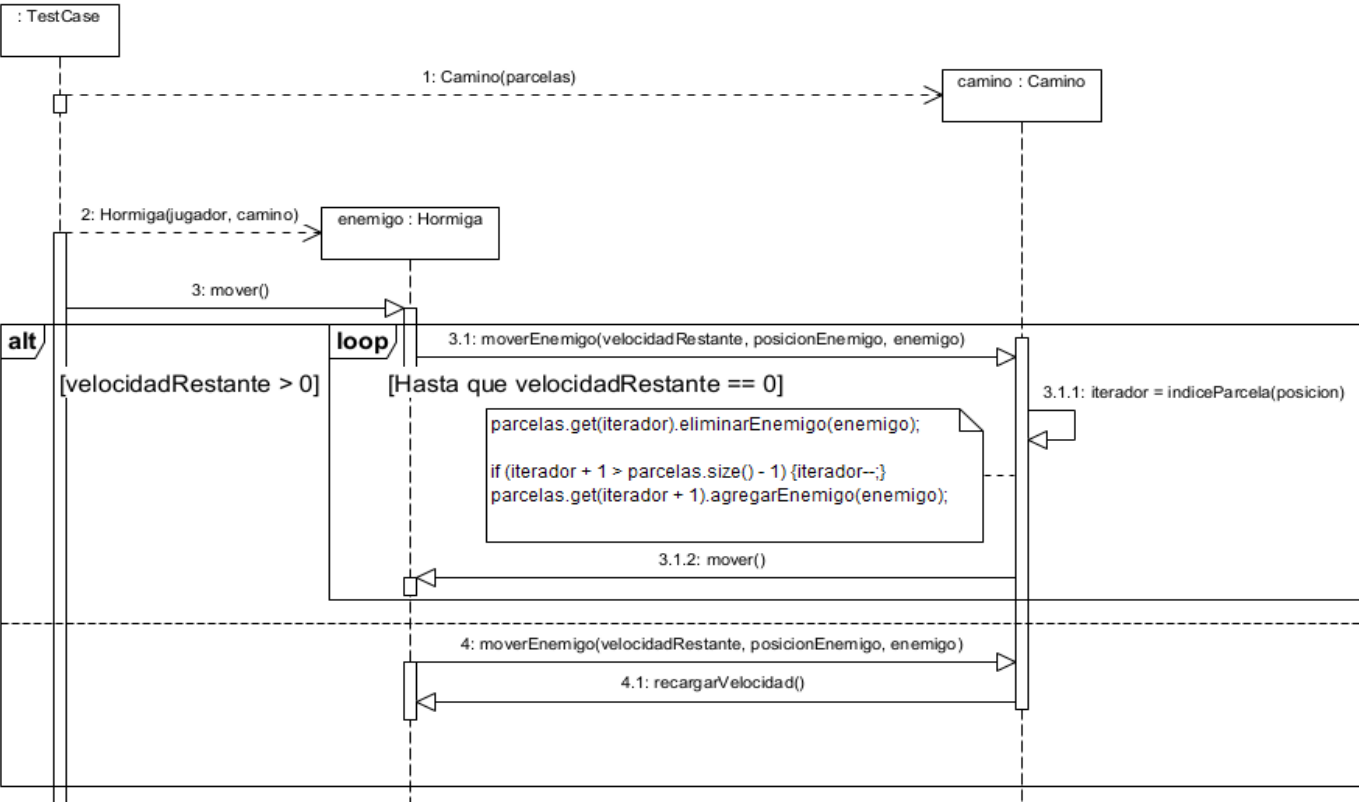 : TestCase
1: Camino(parcelas)
camino : Camino
2: Hormiga(jugador, camino)
enemigo : Hormiga
3: mover()
alt
loop
3.1: moverEnemigo(velocidadRestante, posicionEnemigo, enemigo)
[velocidadRestante > 0]
[Hasta que velocidadRestante == 0]
3.1.1: iterador = indiceParcela(posicion)
parcelas.get(iterador).eliminarEnemigo(enemigo);
if (iterador + 1 > parcelas.size() - 1) {iterador--;}
parcelas.get(iterador + 1).agregarEnemigo(enemigo);
3.1.2: mover()
4: moverEnemigo(velocidadRestante, posicionEnemigo, enemigo)
4.1: recargarVelocidad()